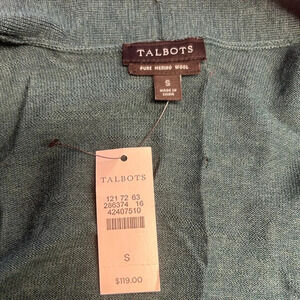 TALBOTS
PURE MERINO WOOL
S
MADE IN
CHINA
TALBOTS
121 72 63
286374 16
42407510
S
$119.00